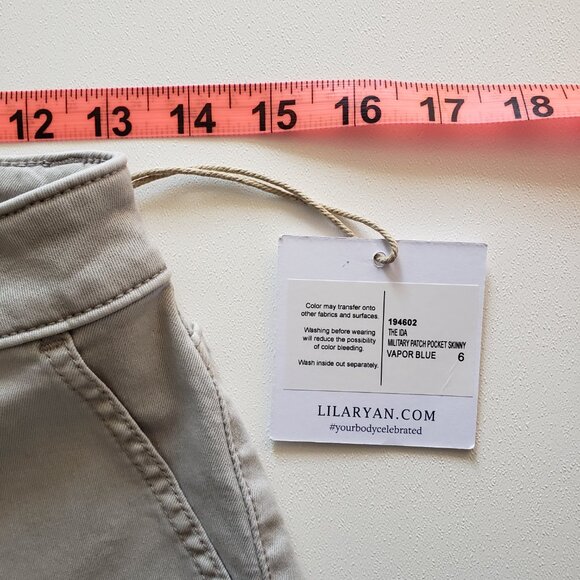 12 13 14 15 16 17 18
Color may transfer onto
other fabrics and surfaces.
Washing before wearing
will reduce the possibility
of color bleeding.
Wash inside out separately.
194602
THE IDA
MILITARY PATCH POCKET SKINNY
VAPOR BLUE 6
LILARYAN.COM
#yourbodycelebrated